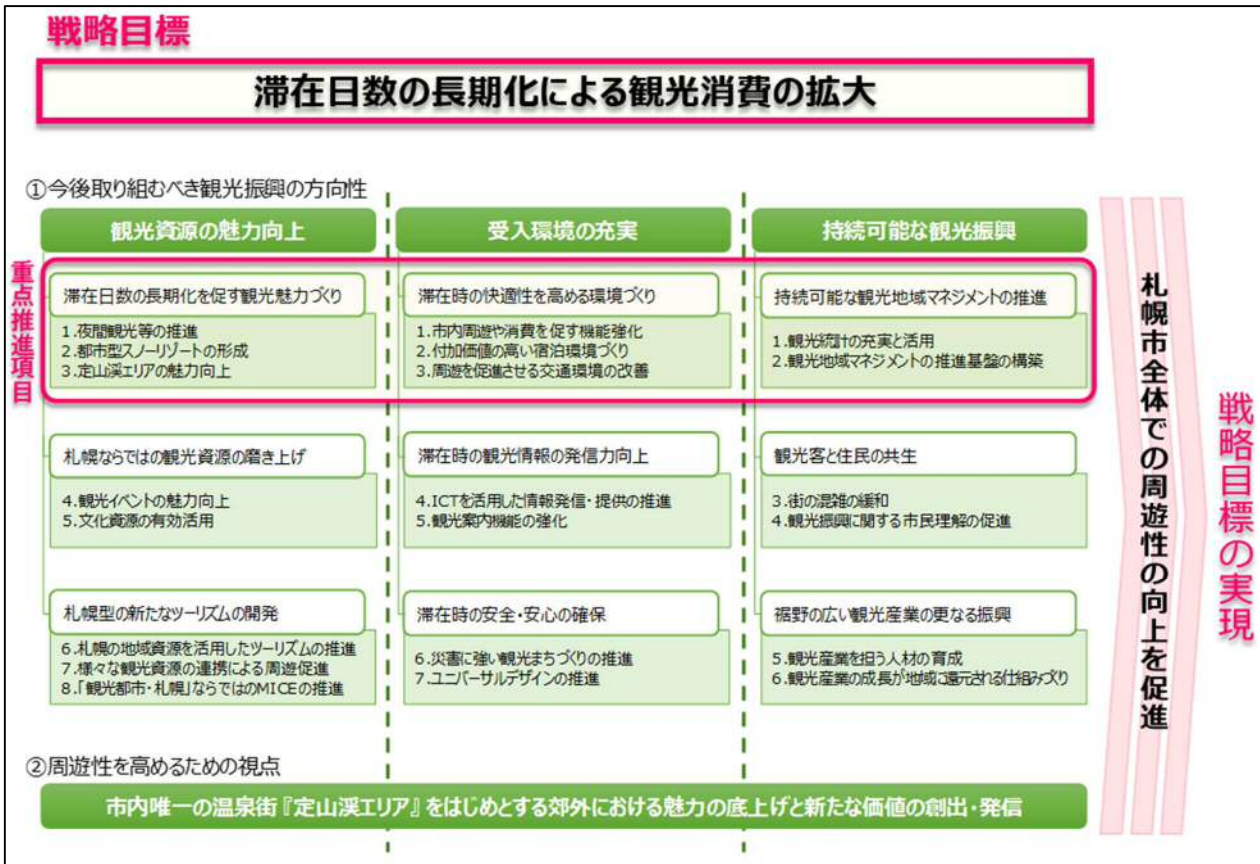 戦略目標
滞在日数の長期化による観光消費の拡大
①今後取り組むべき観光振興の方向性
観光資源の魅力向上
受入環境の充実
持続可能な観光振興
重点推進項目
滞在日数の長期化を促す観光魅力づくり
1.夜間観光等の推進
2.都市型スノーリゾートの形成
3.定山渓エリアの魅力向上
滞在時の快適性を高める環境づくり
1.市内周遊や消費を促す機能強化
2.付加価値の高い宿泊環境づくり
3.周遊を促進させる交通環境の改善
持続可能な観光地域マネジメントの推進
1.観光統計の充実と活用
2.観光地域マネジメントの推進基盤の構築
札幌ならではの観光資源の磨き上げ
4.観光イベントの魅力向上
5.文化資源の有効活用
滞在時の観光情報の発信力向上
4.ICTを活用した情報発信・提供の推進
5.観光案内機能の強化
観光客と住民の共生
3.街の混雑の緩和
4.観光振興に関する市民理解の促進
札幌型の新たなツーリズムの開発
6.札幌の地域資源を活用したツーリズムの推進
7.様々な観光資源の連携による周遊促進
8.「観光都市・札幌」ならではのMICEの推進
滞在時の安全・安心の確保
6.災害に強い観光まちづくりの推進
7.ユニバーサルデザインの推進
裾野の広い観光産業の更なる振興
5.観光産業を担う人材の育成
6.観光産業の成長が地域に還元される仕組みづくり
②周遊性を高めるための視点
市内唯一の温泉街『定山渓エリア』をはじめとする郊外における魅力の底上げと新たな価値の創出・発信
札幌市全体での周遊性の向上を促進
戦略目標の実現